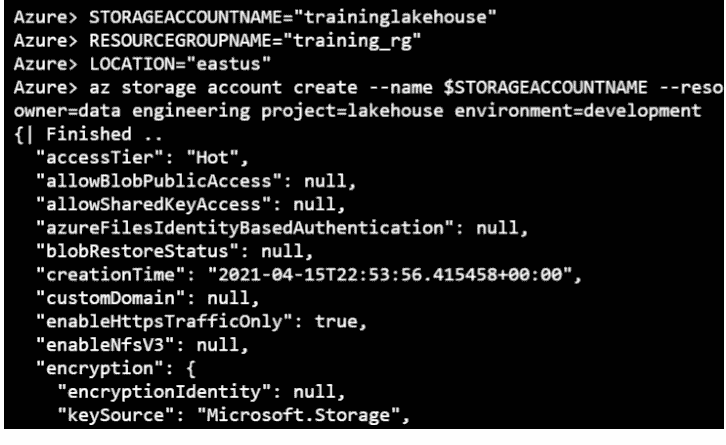 Azure> STORAGEACCOUNTNAME="traininglakehouse"
Azure> RESOURCEGROUPNAME="training_rg"
Azure> LOCATION="eastus"
Azure> az storage account create --name $STORAGEACCOUNTNAME --reso
owner=data engineering project=lakehouse environment=development
{| Finished ..
  "accessTier": "Hot",
  "allowBlobPublicAccess": null,
  "allowSharedKeyAccess": null,
  "azureFilesIdentityBasedAuthentication": null,
  "blobRestoreStatus": null,
  "creationTime": "2021-04-15T22:53:56.415458+00:00",
  "customDomain": null,
  "enableHttpsTrafficOnly": true,
  "enableNfsV3": null,
  "encryption": {
    "encryptionIdentity": null,
    "keySource": "Microsoft.Storage",